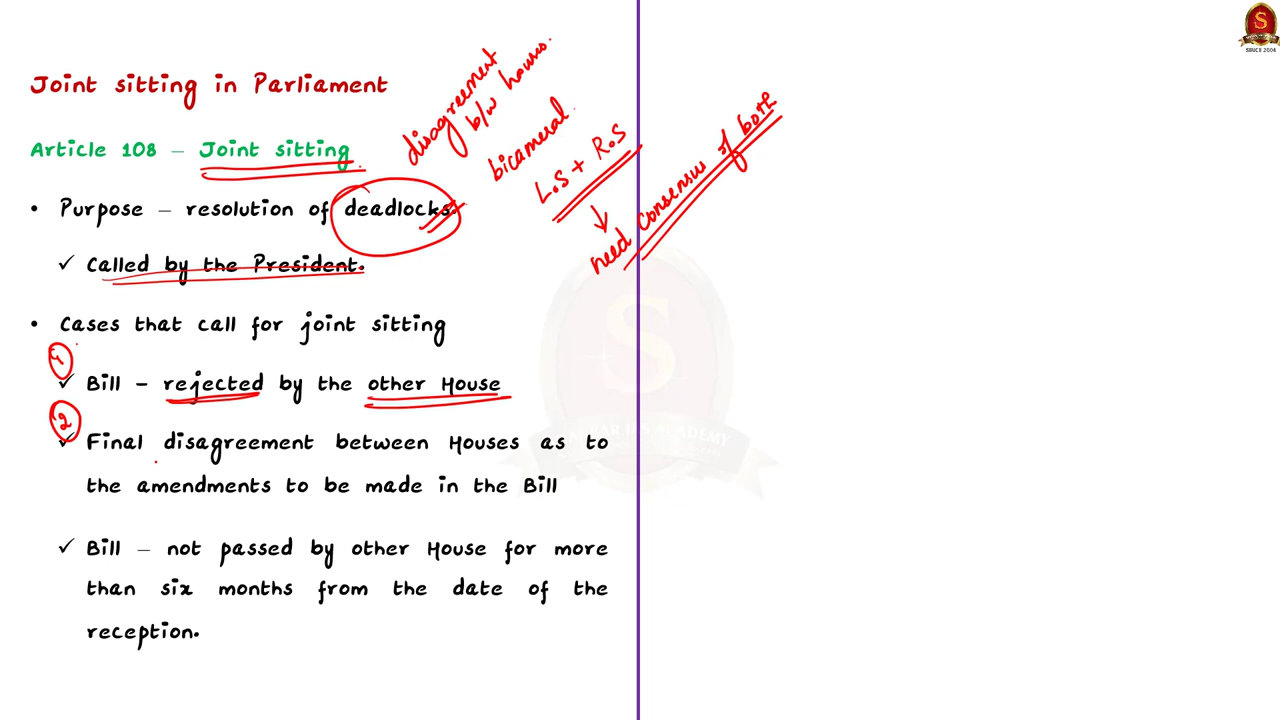 Joint sitting in Parliament
Article 108 – Joint sitting
• Purpose – resolution of deadlocks.
✓ Called by the President.
• Cases that call for joint sitting
1
✓ Bill – rejected by the other House
2
✓ Final disagreement between Houses as to
the amendments to be made in the Bill
✓ Bill – not passed by other House for more
than six months from the date of the
reception.
disagreement
b/w houses.
bicameral
L.S + R.S
↓
need consensus of both
S
SINCE 2004
S
ACADEMY